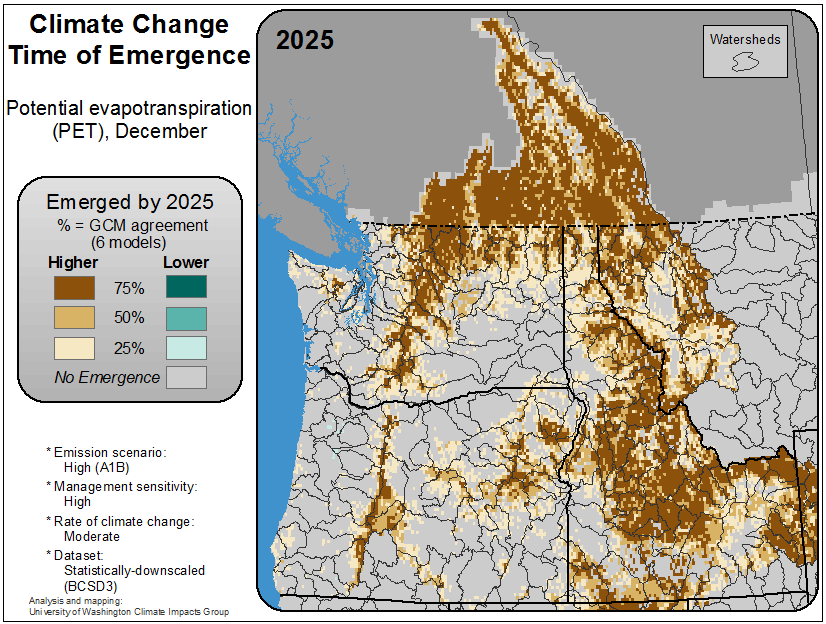 Climate Change
Time of Emergence
Potential evapotranspiration
(PET), December
Emerged by 2025
% = GCM agreement
(6 models)
Higher Lower
75%
50%
25%
No Emergence
* Emission scenario:
High (A1B)
* Management sensitivity:
High
* Rate of climate change:
Moderate
* Dataset:
Statistically-downscaled
(BCSD3)
Analysis and mapping:
University of Washington Climate Impacts Group
2025
Watersheds